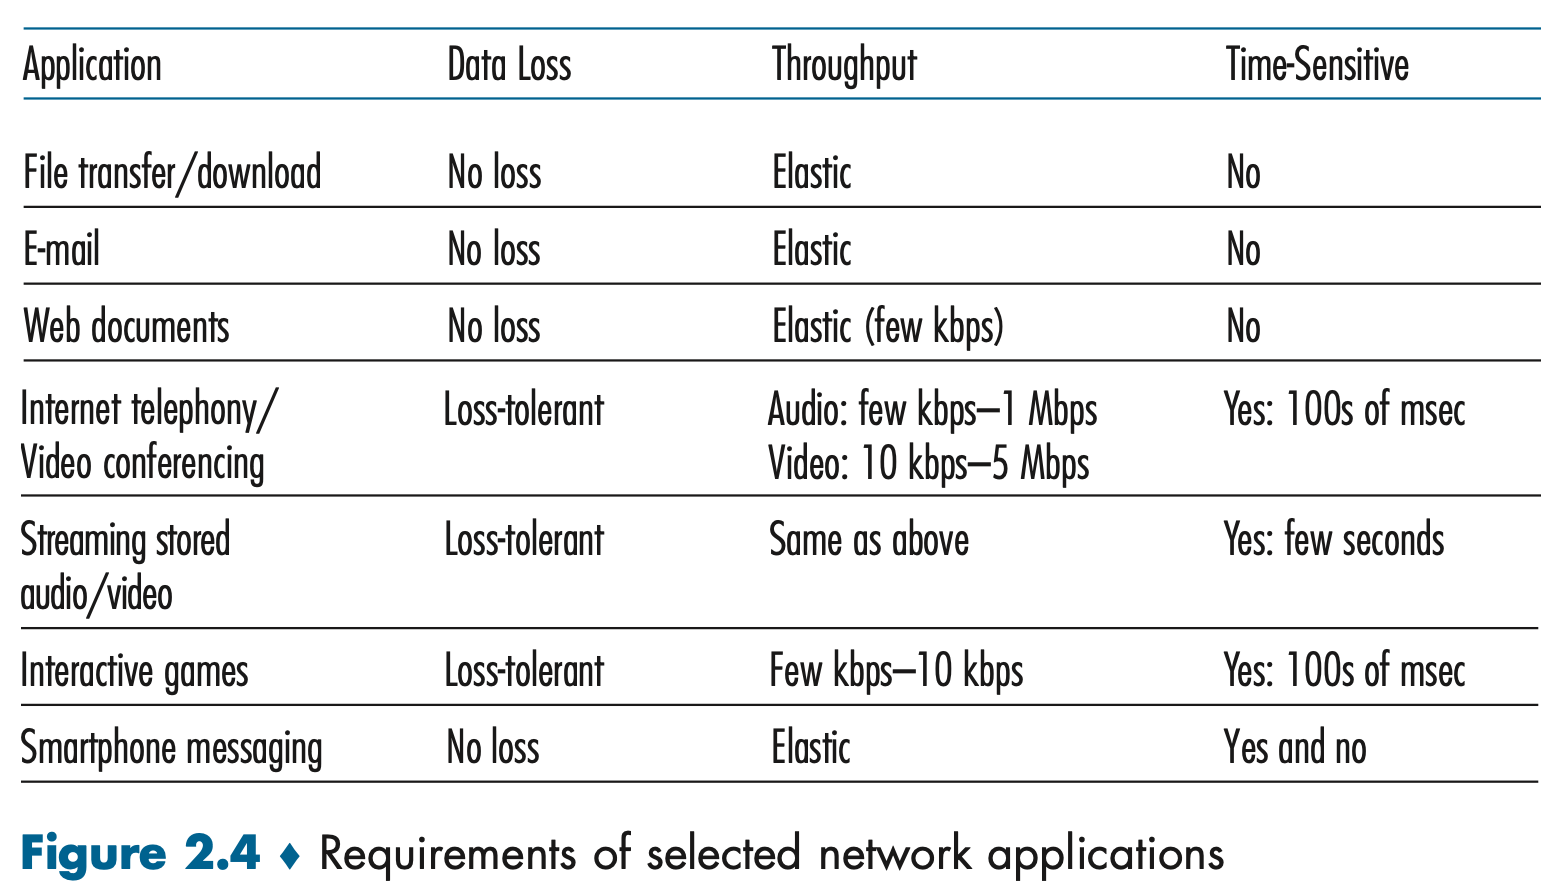 Application Data Loss Throughput Time-Sensitive
File transfer/download No loss Elastic No
E-mail No loss Elastic No
Web documents No loss Elastic (few kbps) No
Internet telephony/ Loss-tolerant Audio: few kbps–1 Mbps Yes: 100s of msec
Video conferencing Video: 10 kbps–5 Mbps
Streaming stored Loss-tolerant Same as above Yes: few seconds
audio/video
Interactive games Loss-tolerant Few kbps–10 kbps Yes: 100s of msec
Smartphone messaging No loss Elastic Yes and no
Figure 2.4 ♦ Requirements of selected network applications